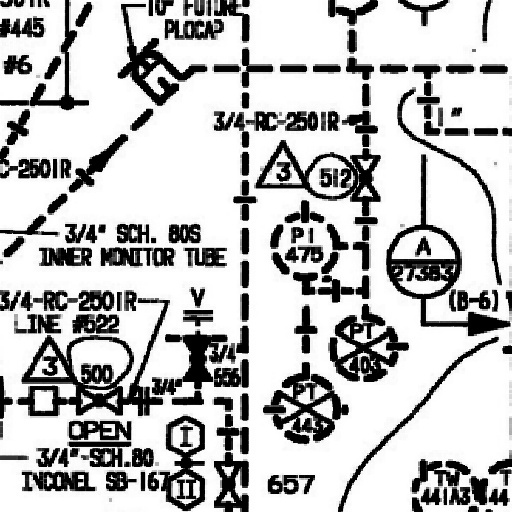 10" FUTURE
PLOCAP
#445
#6
3/4-RC-2501R
1"
3
512
C-2501R
PI
475
A
27383
3/4" SCH. 80S
INNER MONITOR TUBE
3/4-RC-2501R
LINE #522
V
(B-6)
3
500
3/4
656
PT
403
3/4"
PT
443
OPEN
I
3/4"-SCH.80
INCONEL SB-167
II
657
TW
441A3
44